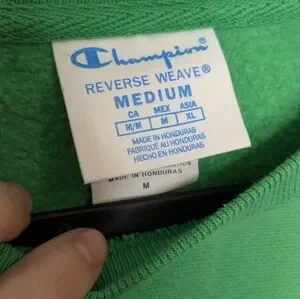 Champion
REVERSE WEAVE®
MEDIUM
CA MEX ASIA
M/M M XL
MADE IN HONDURAS
FABRIQUÉ AU HONDURAS
HECHO EN HONDURAS
MADE IN HONDURAS
M